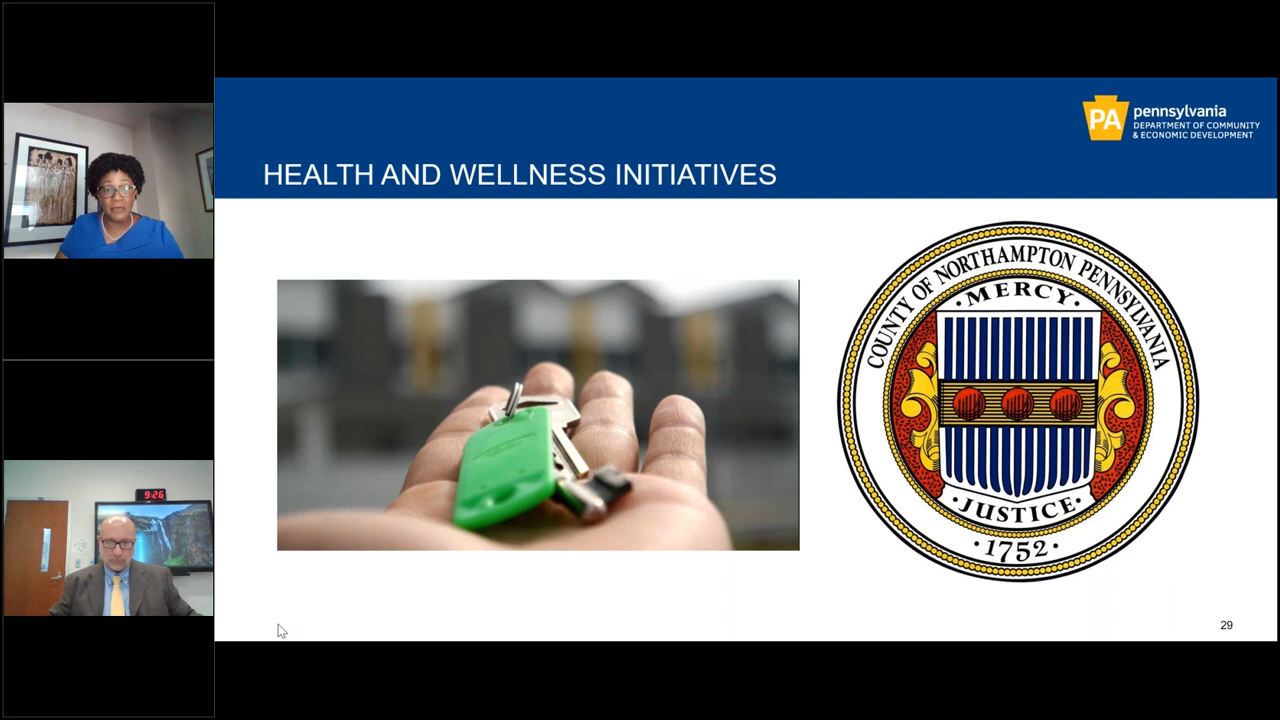 PA
pennsylvania
DEPARTMENT OF COMMUNITY
& ECONOMIC DEVELOPMENT
HEALTH AND WELLNESS INITIATIVES
COUNTY OF NORTHAMPTON PENNSYLVANIA
·MERCY·
·JUSTICE·
·1752·
9:26
29